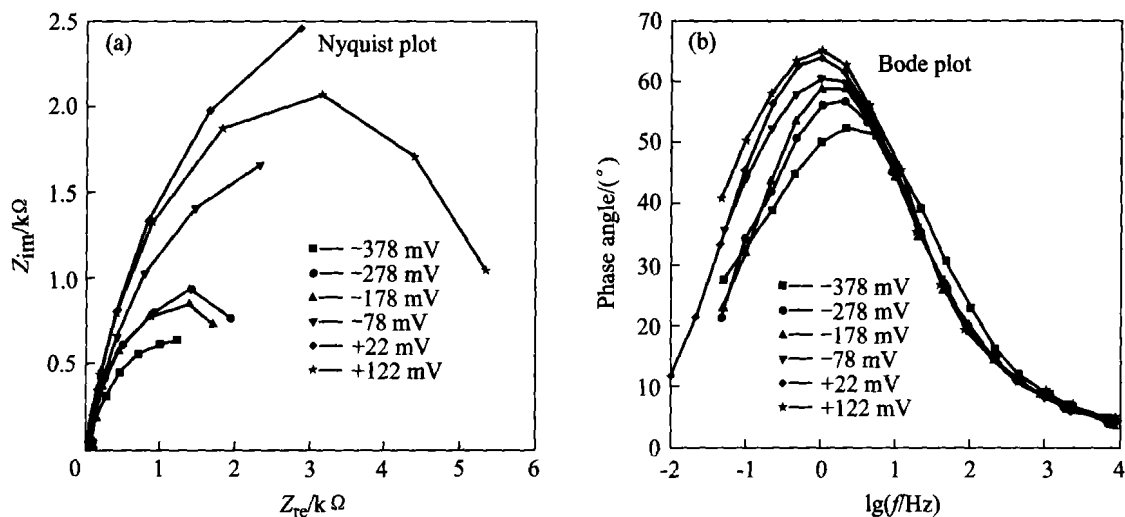 (a)
Nyquist plot
2.5
2.0
1.5
1.0
0.5
Z_im/kΩ
−378 mV
−278 mV
−178 mV
−78 mV
+22 mV
+122 mV
0 1 2 3 4 5 6
Z_re/kΩ
(b)
Bode plot
70
60
50
40
30
20
10
0
Phase angle/(°)
−378 mV
−278 mV
−178 mV
−78 mV
+22 mV
+122 mV
−2 −1 0 1 2 3 4
lg(f/Hz)